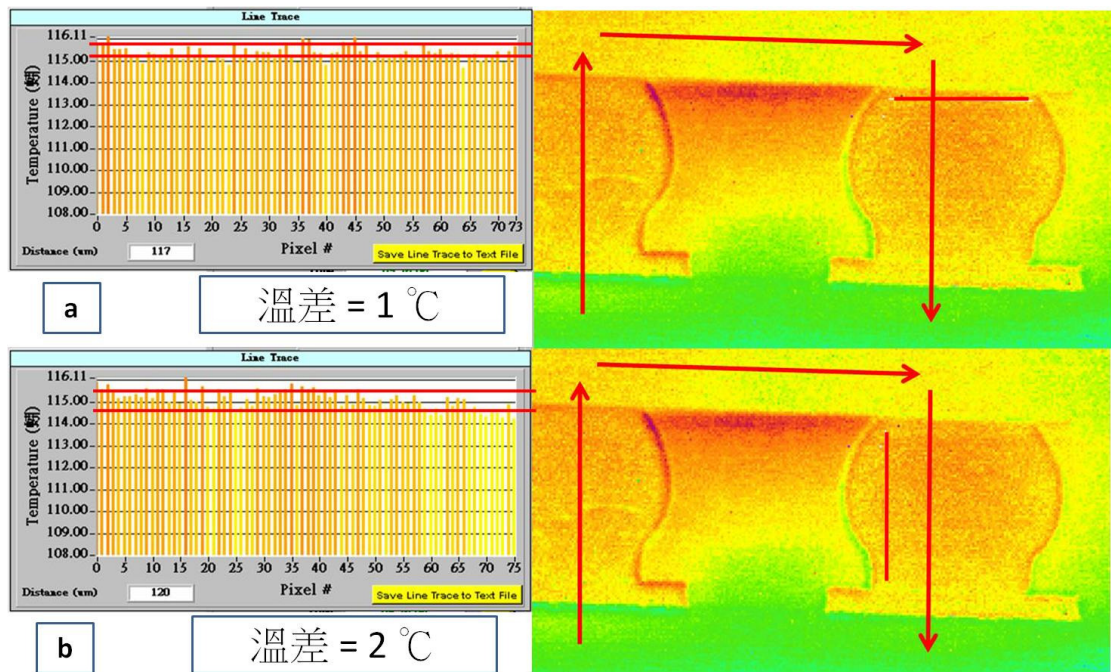 Line Trace
116.11
115.00
114.00
113.00
112.00
111.00
110.00
109.00
108.00
Temperature (蚓)
0 5 10 15 20 25 30 35 40 45 50 55 60 65 70 73
Distance (um) 117 Pixel # Save Line Trace to Text File
a
溫差 = 1 ℃
Line Trace
116.11
115.00
114.00
113.00
112.00
111.00
110.00
109.00
108.00
Temperature (蚓)
0 5 10 15 20 25 30 35 40 45 50 55 60 65 70 75
Distance (um) 120 Pixel # Save Line Trace to Text File
b
溫差 = 2 ℃